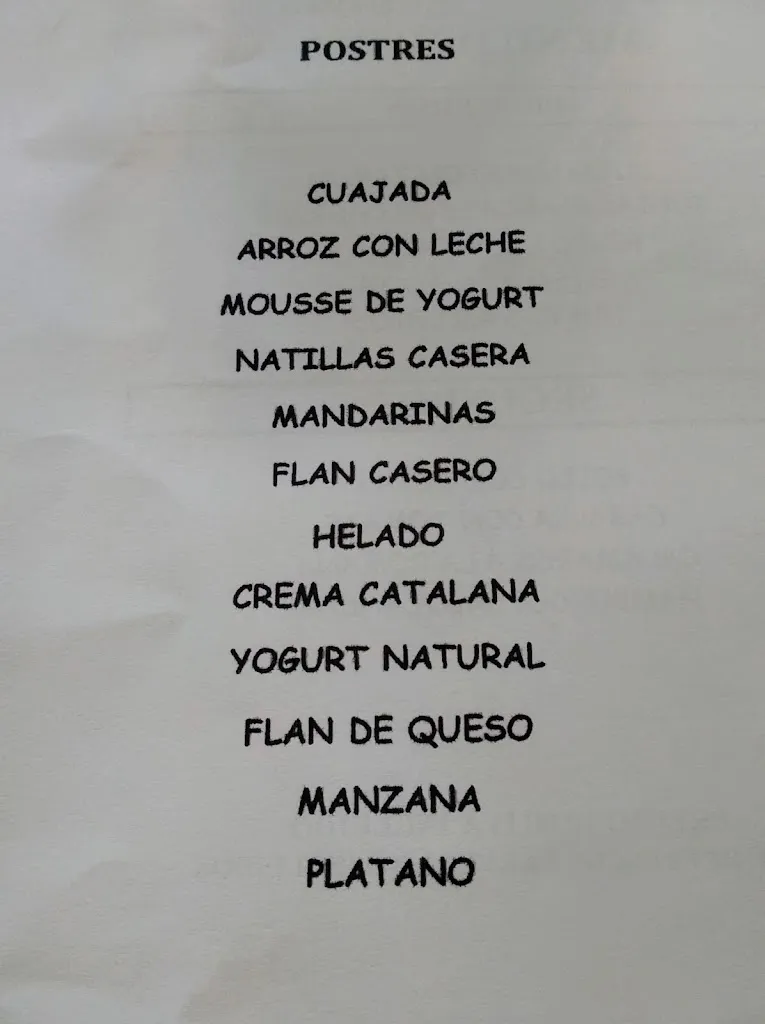 POSTRES
CUAJADA
ARROZ CON LECHE
MOUSSE DE YOGURT
NATILLAS CASERA
MANDARINAS
FLAN CASERO
HELADO
CREMA CATALANA
YOGURT NATURAL
FLAN DE QUESO
MANZANA
PLATANO